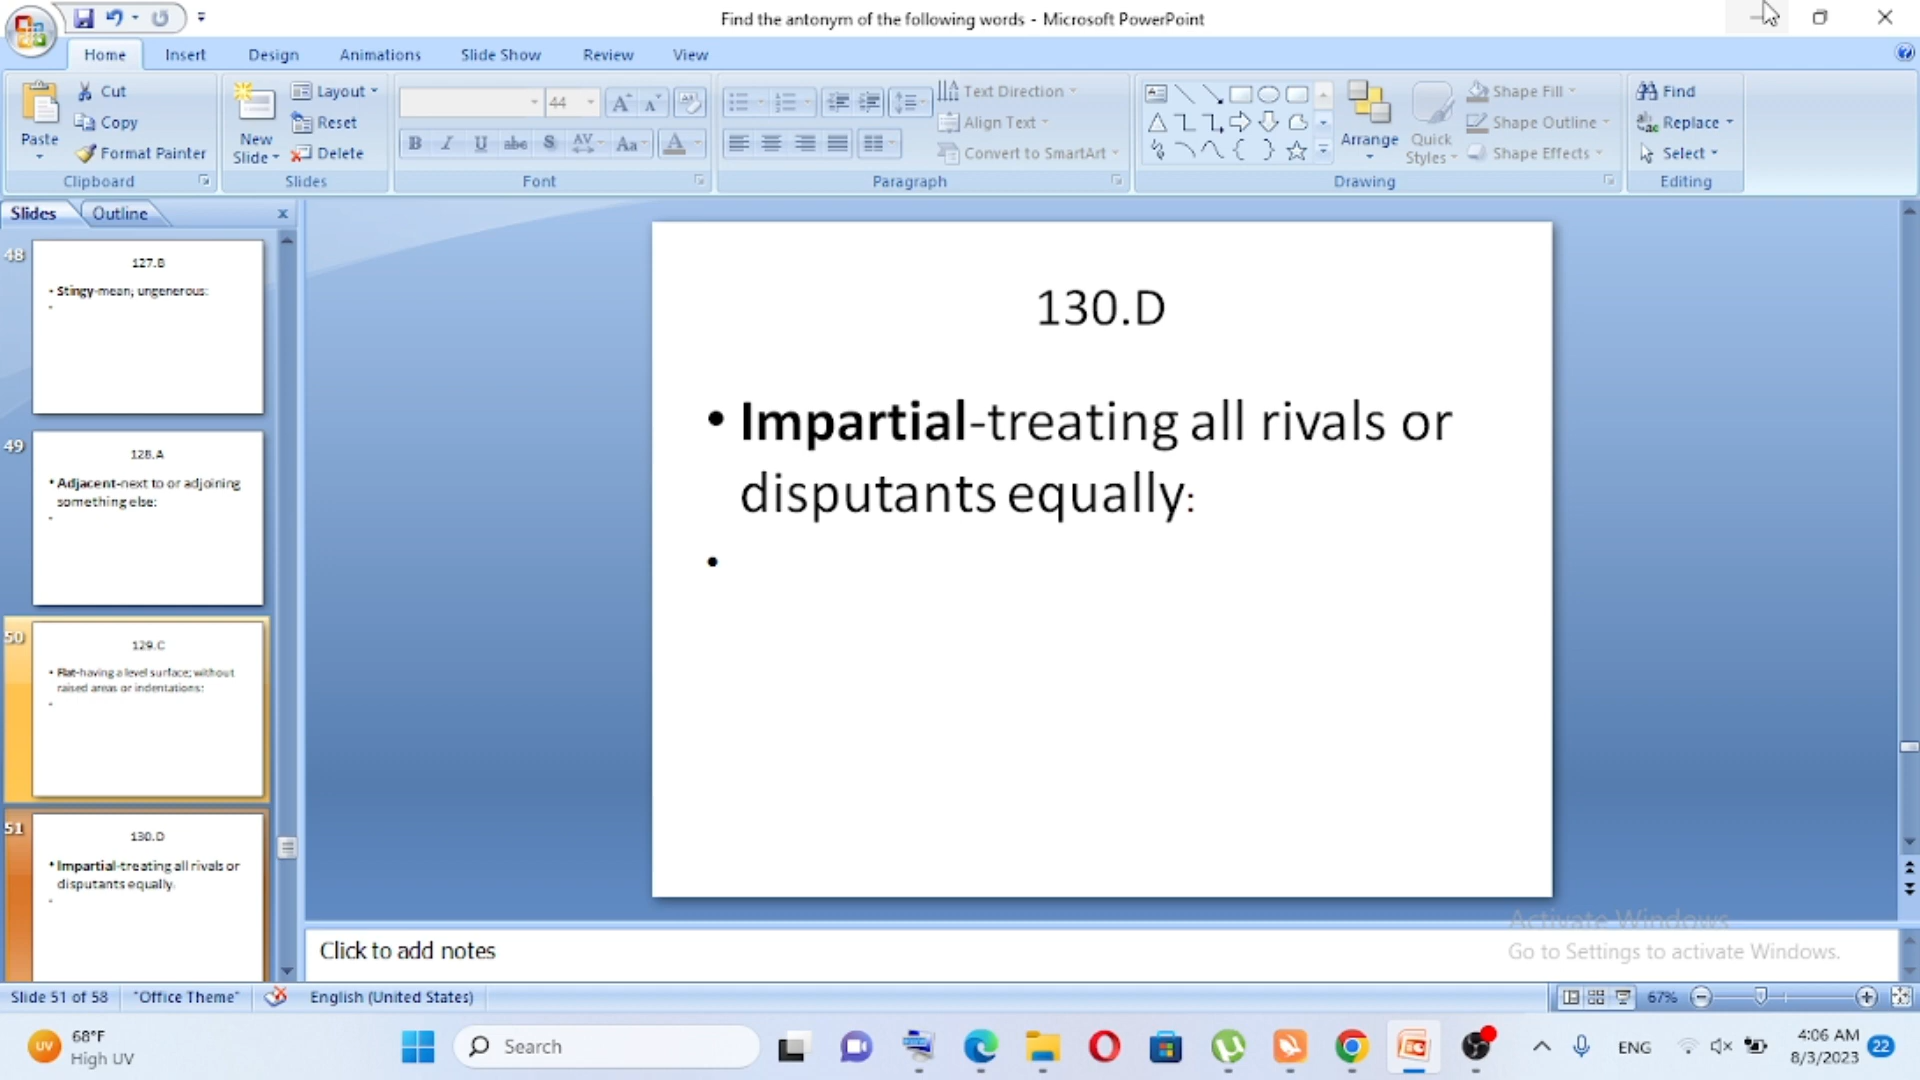 Find the antonym of the following words - Microsoft PowerPoint
Home Insert Design Animations Slide Show Review View
Paste
Cut
Copy
Format Painter
Clipboard
New Slide
Layout
Reset
Delete
Slides
44
B I U abc S AV Aa A
Font
Text Direction
Align Text
Convert to SmartArt
Paragraph
Arrange
Quick Styles
Shape Fill
Shape Outline
Shape Effects
Drawing
Find
Replace
Select
Editing
Slides Outline
48
127.B
• Stingy-mean; ungenerous:
49
128.A
• Adjacent-next to or adjoining
something else:
50
129.C
• Flat-having a level surface; without
raised areas or indentations:
51
130.D
• Impartial-treating all rivals or
disputants equally:
130.D
• Impartial-treating all rivals or
disputants equally:
•
Activate Windows
Go to Settings to activate Windows.
Click to add notes
Slide 51 of 58 "Office Theme" English (United States) 67%
UV 68°F
High UV
Search
ENG
4:06 AM
8/3/2023
22